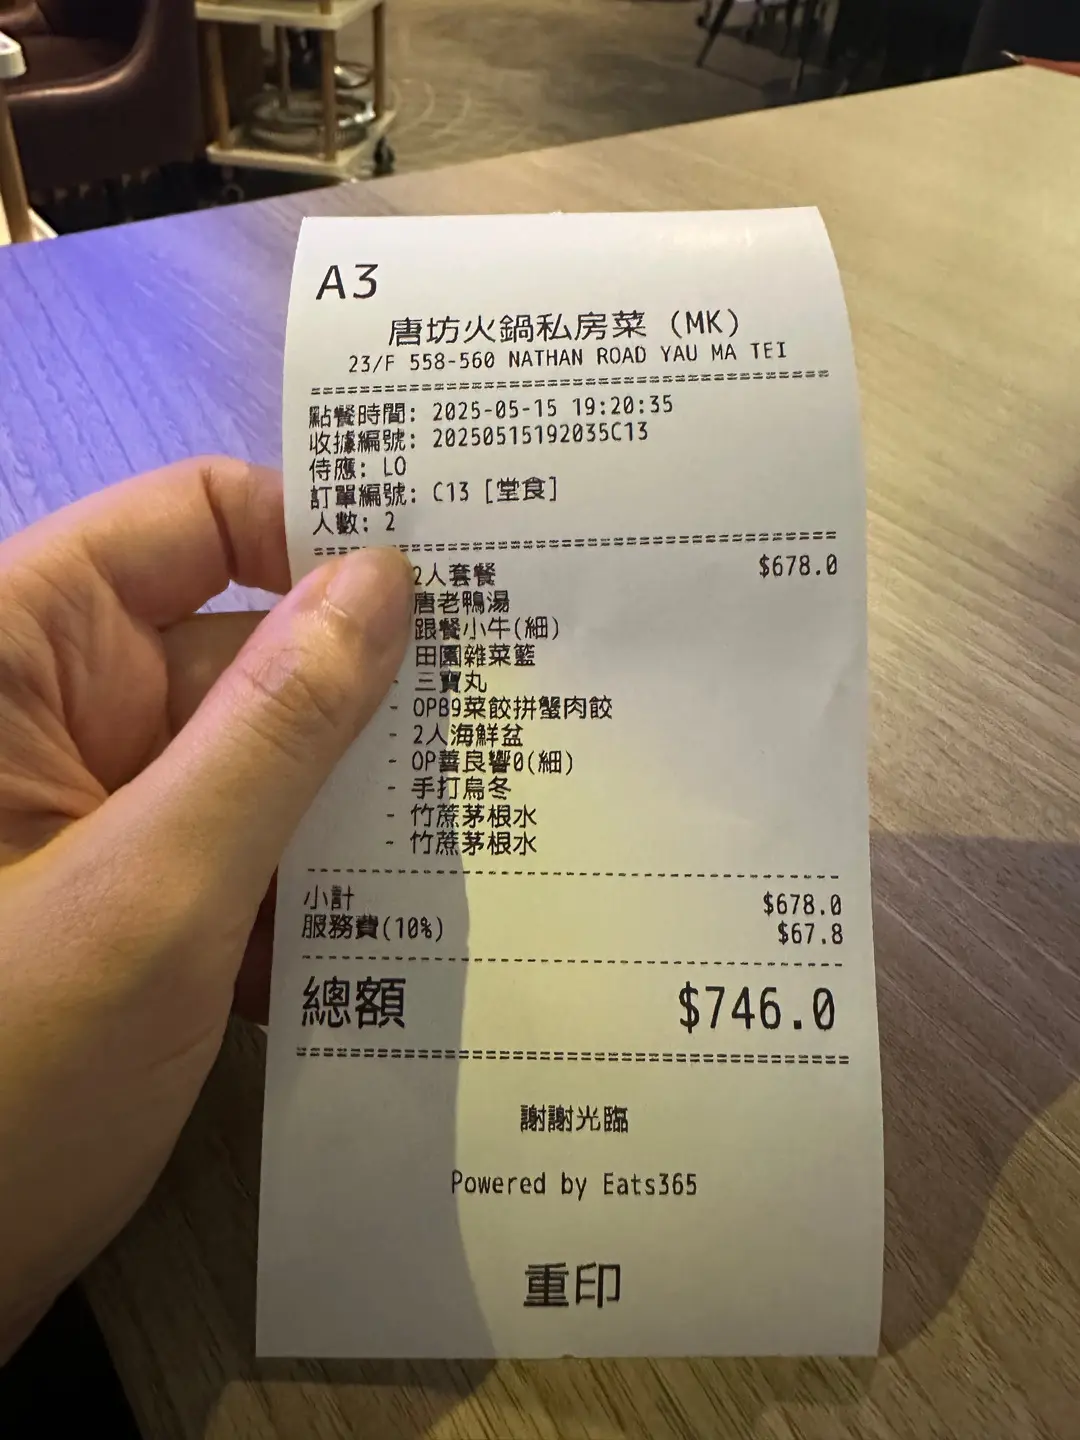 A3
唐坊火鍋私房菜 (MK)
23/F 558-560 NATHAN ROAD YAU MA TEI
點餐時間: 2025-05-15 19:20:35
收據編號: 20250515192035C13
侍應: LO
訂單編號: C13 [堂食]
人數: 2
2人套餐 $678.0
唐老鴨湯
跟餐小牛(細)
田園雜菜籃
- 三寶丸
- OPB9菜餃拼蟹肉餃
- 2人海鮮盆
- OP善良響0(細)
- 手打烏冬
- 竹蔗茅根水
- 竹蔗茅根水
小計 $678.0
服務費(10%) $67.8
總額 $746.0
謝謝光臨
Powered by Eats365
重印